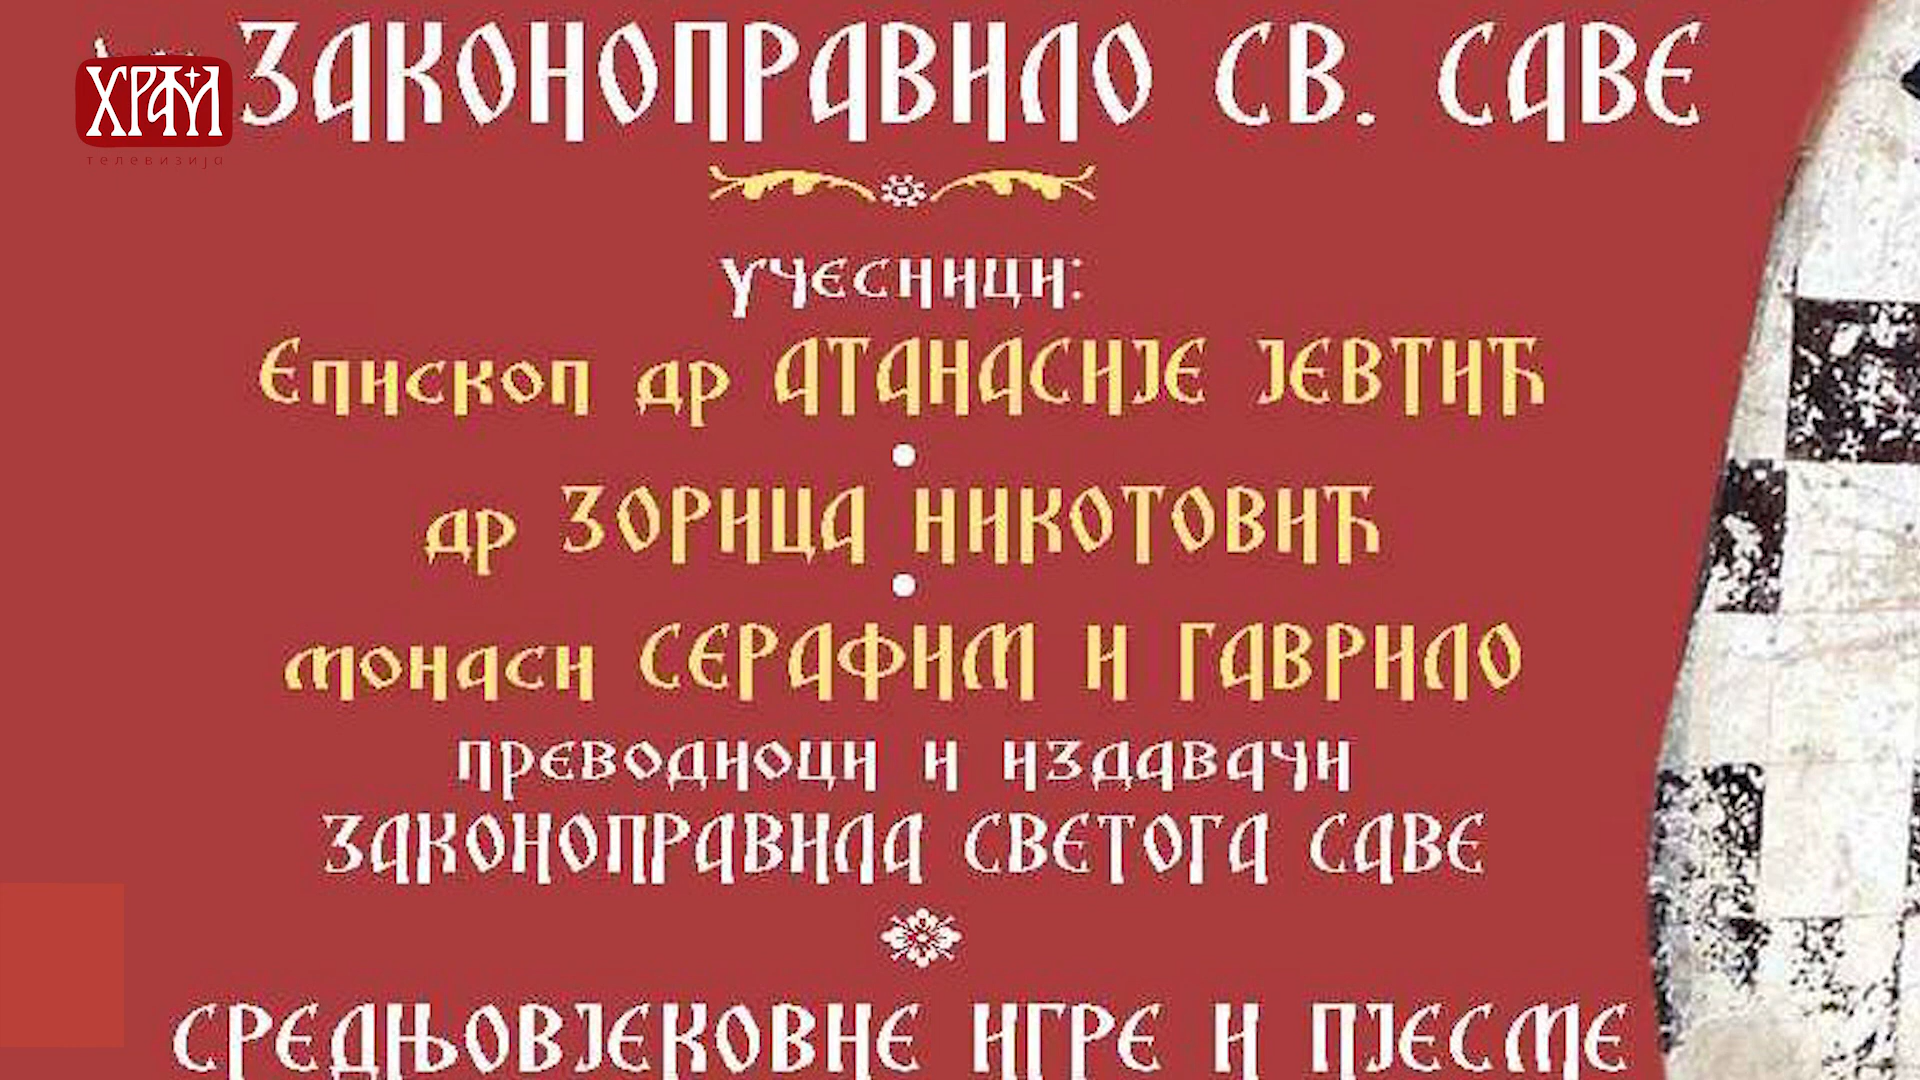 ЗАКОНОПРАВИЛО СВ. САВЕ
ХРАМ
телевизија
учесници:
Епископ др АТАНАСИЈЕ ЈЕВТИЋ
др ЗОРИЦА НИКОТОВИЋ
монаси СЕРАФИМ И ГАВРИЛО
преводиоци и издавачи
ЗАКОНОПРАВИЛА СВЕТОГА САВЕ
СРЕДЊОВЈЕКОВНЕ ИГРЕ И ПЈЕСМЕ